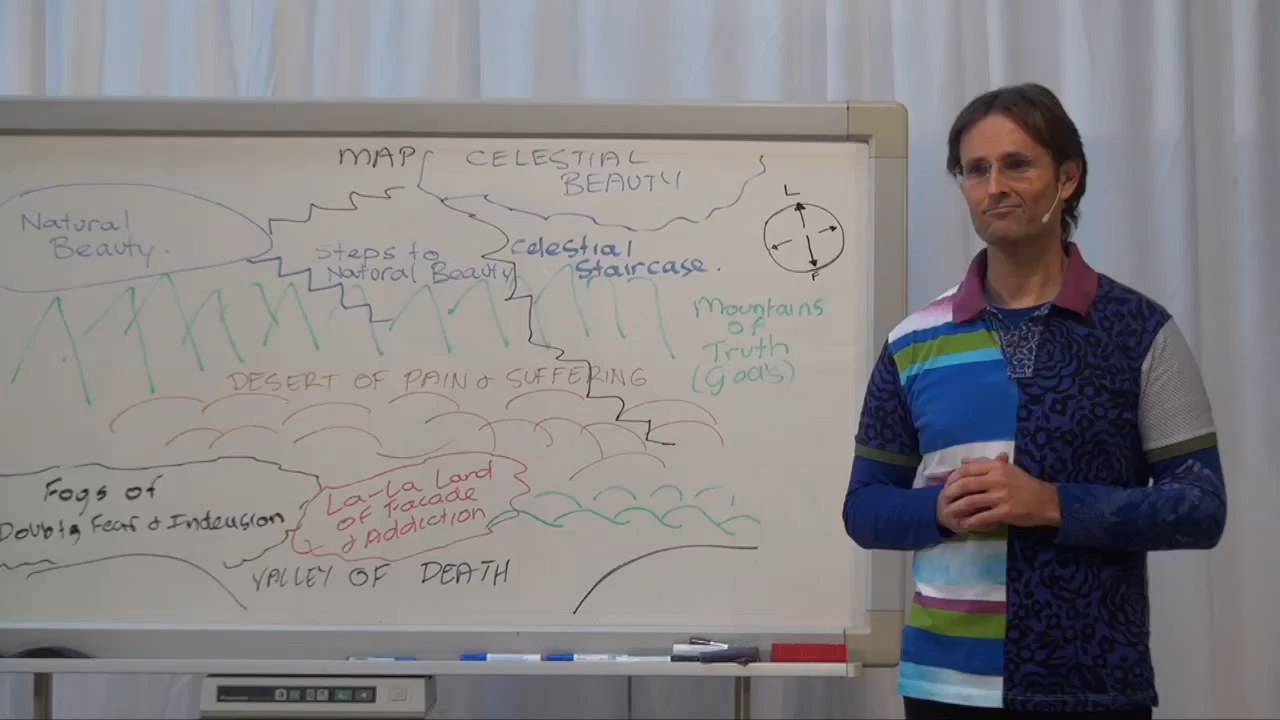 MAP
CELESTIAL
BEAUTY
L
F
Natural
Beauty.
Steps to
Natural Beauty
Celestial
Staircase.
Mountains
of
Truth
(Goals)
DESERT OF PAIN & SUFFERING
Fogs of
Doubt, Fear & Indecusion
La-La Land
of Facade
& Addiction
VALLEY OF DEATH